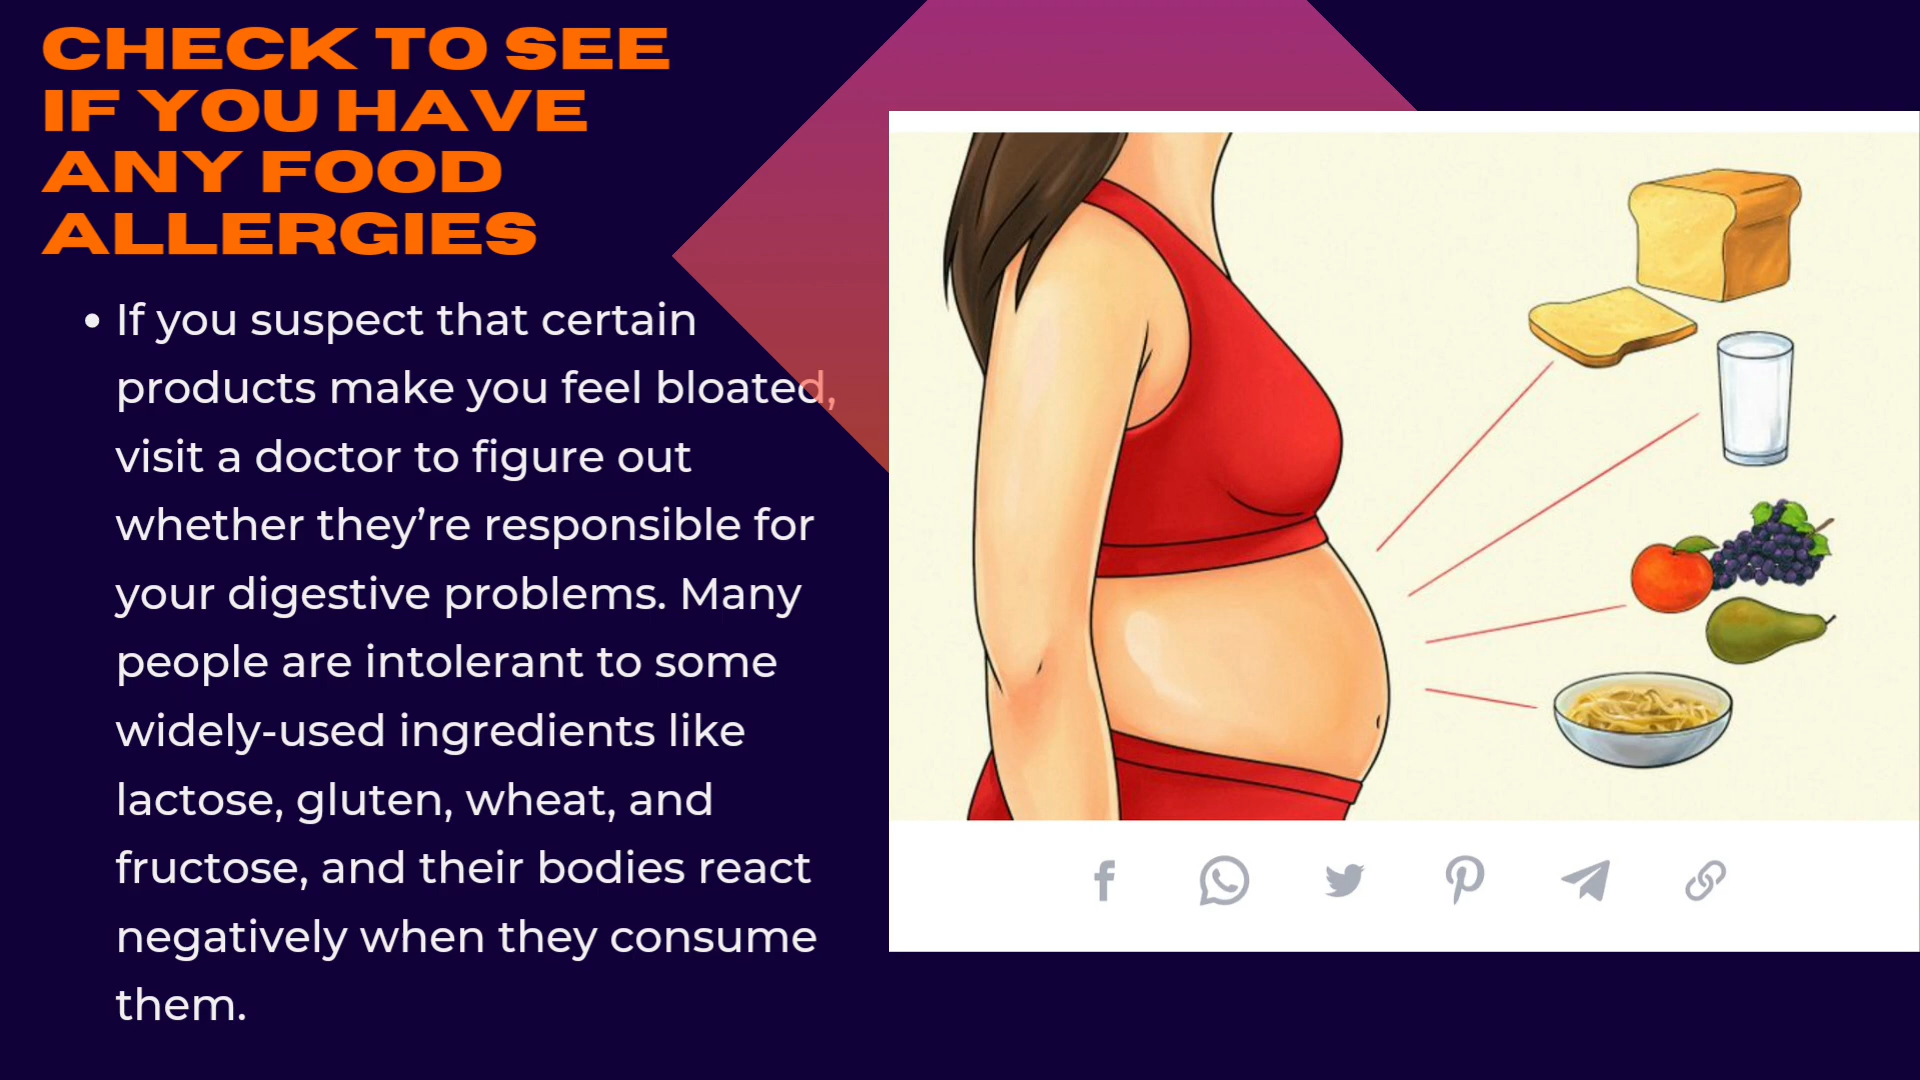 CHECK TO SEE
IF YOU HAVE
ANY FOOD
ALLERGIES
• If you suspect that certain
products make you feel bloated,
visit a doctor to figure out
whether they’re responsible for
your digestive problems. Many
people are intolerant to some
widely-used ingredients like
lactose, gluten, wheat, and
fructose, and their bodies react
negatively when they consume
them.